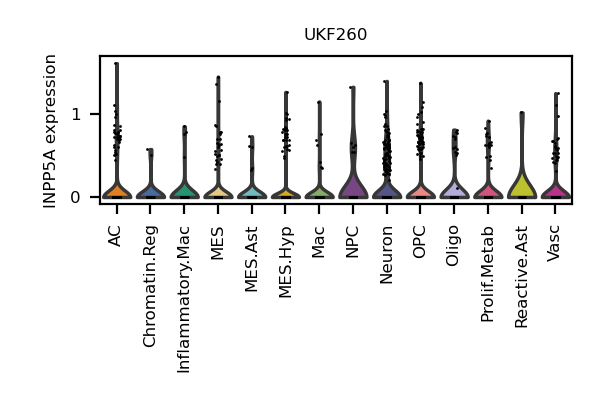 UKF260
INPP5A expression
1
0
AC
Chromatin.Reg
Inflammatory.Mac
MES
MES.Ast
MES.Hyp
Mac
NPC
Neuron
OPC
Oligo
Prolif.Metab
Reactive.Ast
Vasc